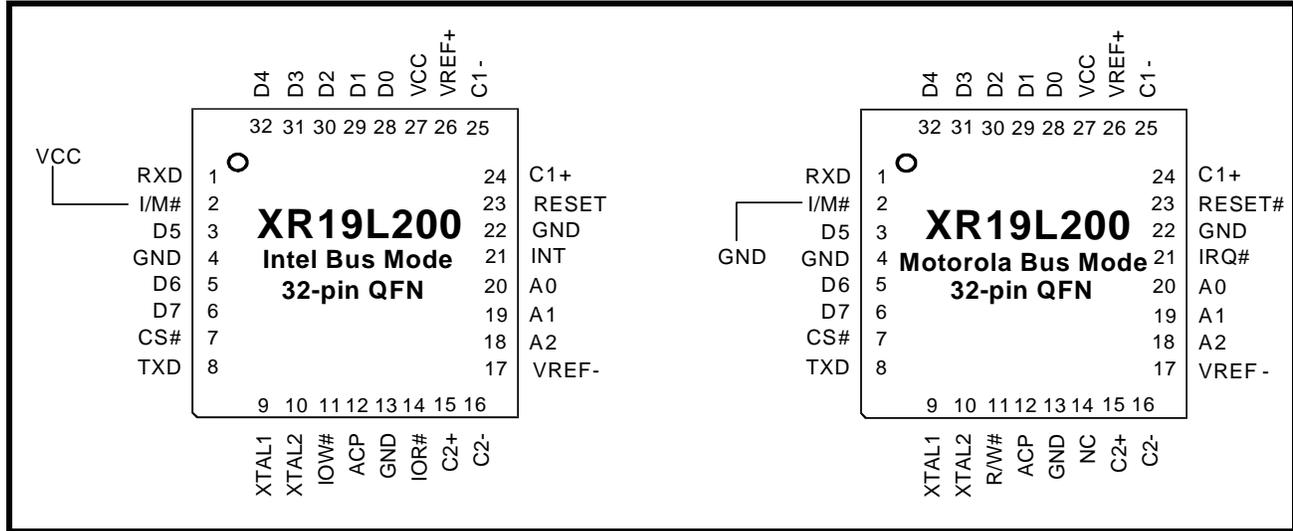 D4 D3 D2 D1 D0 VCC VREF+ C1 -
32 31 30 29 28 27 26 25
VCC
RXD 1 24 C1+
I/M# 2 23 RESET
D5 3 22 GND
GND 4 21 INT
D6 5 20 A0
D7 6 19 A1
CS# 7 18 A2
TXD 8 17 VREF-
XR19L200
Intel Bus Mode
32-pin QFN
9 10 11 12 13 14 15 16
XTAL1 XTAL2 IOW# ACP GND IOR# C2+ C2-
D4 D3 D2 D1 D0 VCC VREF+ C1 -
32 31 30 29 28 27 26 25
RXD 1 24 C1+
I/M# 2 23 RESET#
D5 3 22 GND
GND
GND 4 21 IRQ#
D6 5 20 A0
D7 6 19 A1
CS# 7 18 A2
TXD 8 17 VREF -
XR19L200
Motorola Bus Mode
32-pin QFN
9 10 11 12 13 14 15 16
XTAL1 XTAL2 R/W# ACP GND NC C2+ C2-